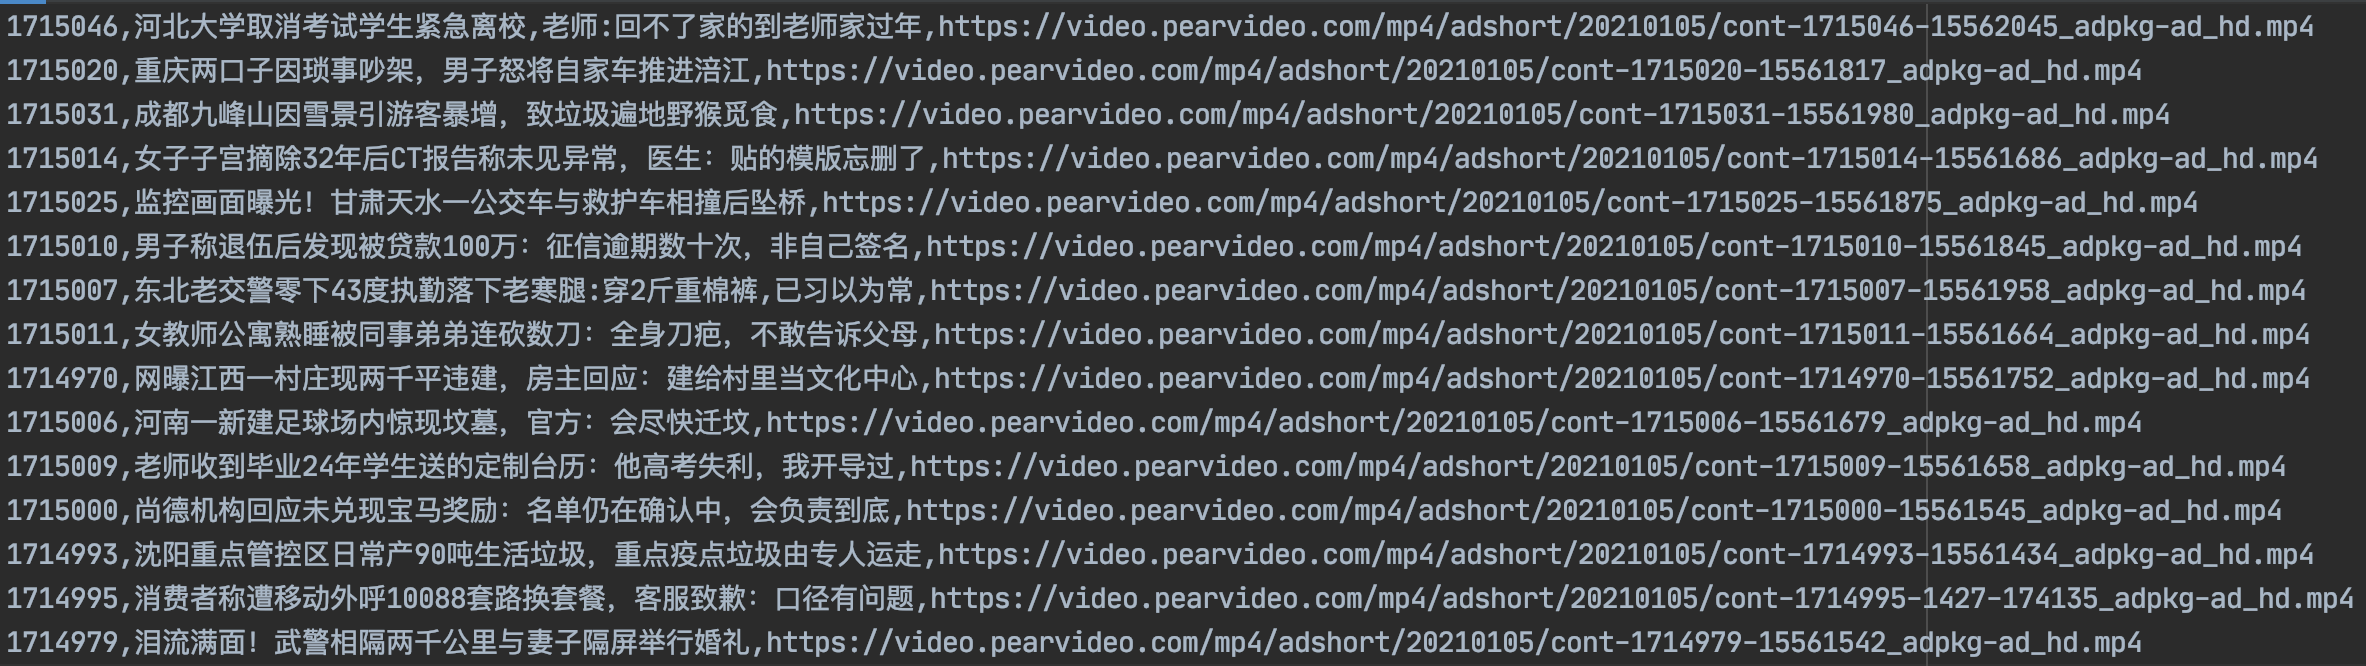 1715046,河北大学取消考试学生紧急离校,老师:回不了家的到老师家过年,https://video.pearvideo.com/mp4/adshort/20210105/cont-1715046-15562045_adpkg-ad_hd.mp4
1715020,重庆两口子因琐事吵架，男子怒将自家车推进涪江,https://video.pearvideo.com/mp4/adshort/20210105/cont-1715020-15561817_adpkg-ad_hd.mp4
1715031,成都九峰山因雪景引游客暴增，致垃圾遍地野猴觅食,https://video.pearvideo.com/mp4/adshort/20210105/cont-1715031-15561980_adpkg-ad_hd.mp4
1715014,女子子宫摘除32年后CT报告称未见异常，医生：贴的模版忘删了,https://video.pearvideo.com/mp4/adshort/20210105/cont-1715014-15561686_adpkg-ad_hd.mp4
1715025,监控画面曝光！甘肃天水一公交车与救护车相撞后坠桥,https://video.pearvideo.com/mp4/adshort/20210105/cont-1715025-15561875_adpkg-ad_hd.mp4
1715010,男子称退伍后发现被贷款100万：征信逾期数十次，非自己签名,https://video.pearvideo.com/mp4/adshort/20210105/cont-1715010-15561845_adpkg-ad_hd.mp4
1715007,东北老交警零下43度执勤落下老寒腿:穿2斤重棉裤,已习以为常,https://video.pearvideo.com/mp4/adshort/20210105/cont-1715007-15561958_adpkg-ad_hd.mp4
1715011,女教师公寓熟睡被同事弟弟连砍数刀：全身刀疤，不敢告诉父母,https://video.pearvideo.com/mp4/adshort/20210105/cont-1715011-15561664_adpkg-ad_hd.mp4
1714970,网曝江西一村庄现两千平违建，房主回应：建给村里当文化中心,https://video.pearvideo.com/mp4/adshort/20210105/cont-1714970-15561752_adpkg-ad_hd.mp4
1715006,河南一新建足球场内惊现坟墓，官方：会尽快迁坟,https://video.pearvideo.com/mp4/adshort/20210105/cont-1715006-15561679_adpkg-ad_hd.mp4
1715009,老师收到毕业24年学生送的定制台历：他高考失利，我开导过,https://video.pearvideo.com/mp4/adshort/20210105/cont-1715009-15561658_adpkg-ad_hd.mp4
1715000,尚德机构回应未兑现宝马奖励：名单仍在确认中，会负责到底,https://video.pearvideo.com/mp4/adshort/20210105/cont-1715000-15561545_adpkg-ad_hd.mp4
1714993,沈阳重点管控区日常产90吨生活垃圾，重点疫点垃圾由专人运走,https://video.pearvideo.com/mp4/adshort/20210105/cont-1714993-15561434_adpkg-ad_hd.mp4
1714995,消费者称遭移动外呼10088套路换套餐，客服致歉：口径有问题,https://video.pearvideo.com/mp4/adshort/20210105/cont-1714995-1427-174135_adpkg-ad_hd.mp4
1714979,泪流满面！武警相隔两千公里与妻子隔屏举行婚礼,https://video.pearvideo.com/mp4/adshort/20210105/cont-1714979-15561542_adpkg-ad_hd.mp4